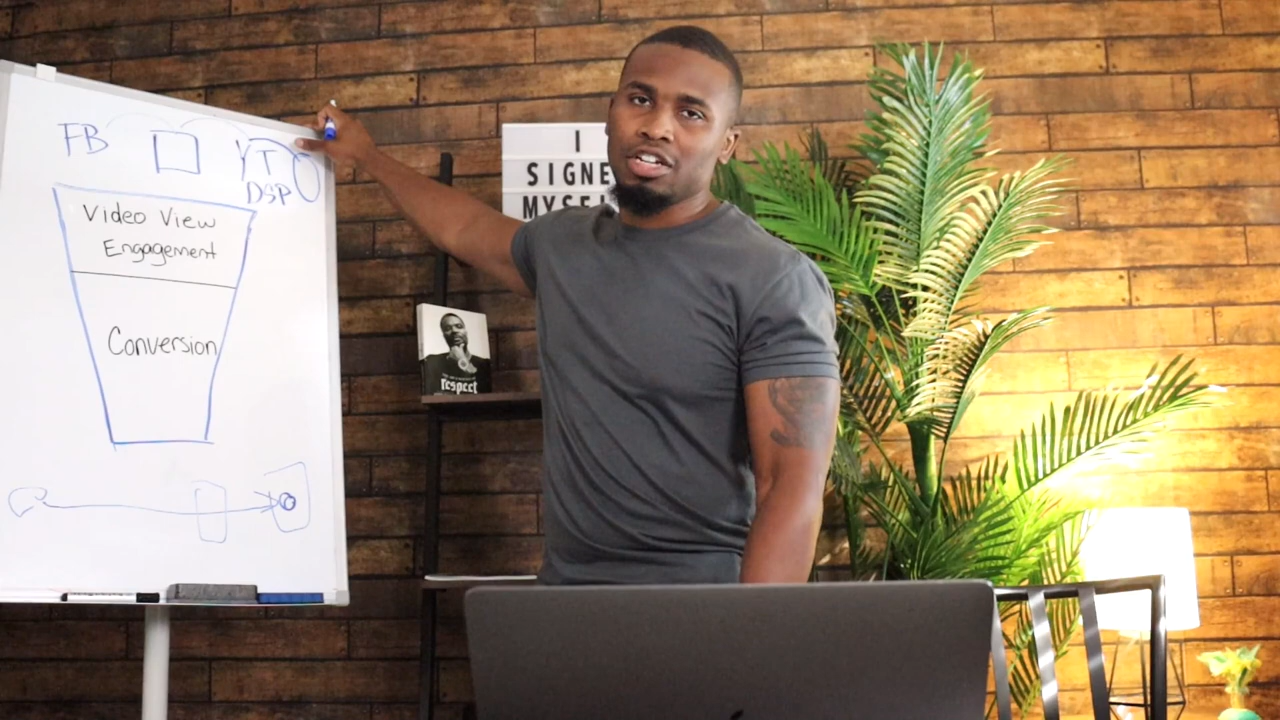 FB
YT
DSP
Video View
Engagement
Conversion
I
SIGNE
MYSEL
respect